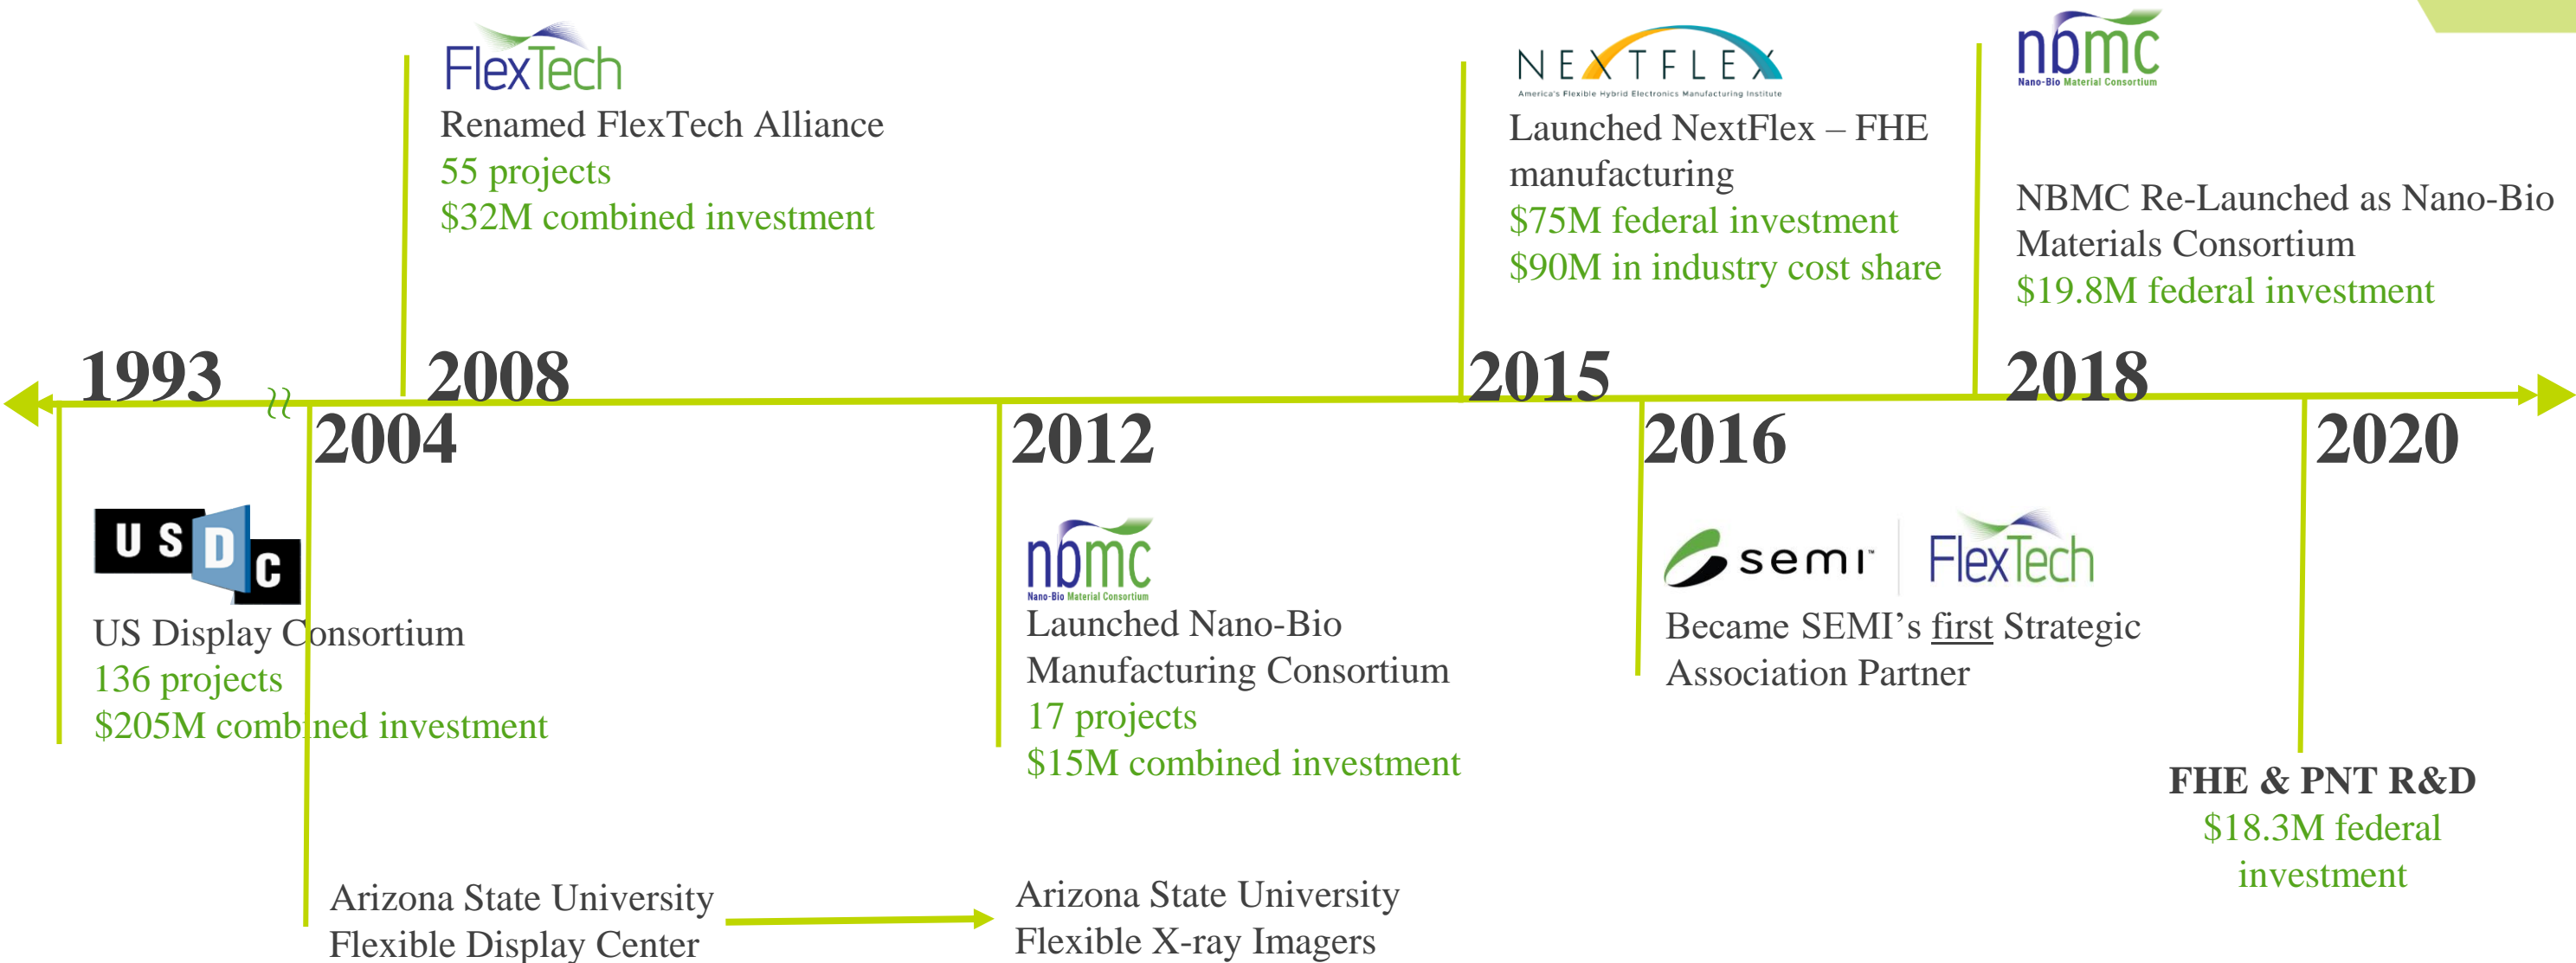 FlexTech
Renamed FlexTech Alliance
55 projects
$32M combined investment
NEXTFLEX
America's Flexible Hybrid Electronics Manufacturing Institute
Launched NextFlex – FHE
manufacturing
$75M federal investment
$90M in industry cost share
nbmc
Nano-Bio Material Consortium
NBMC Re-Launched as Nano-Bio
Materials Consortium
$19.8M federal investment
1993
2008
2015
2018
2004
2012
2016
2020
USDC
US Display Consortium
136 projects
$205M combined investment
nbmc
Nano-Bio Material Consortium
Launched Nano-Bio
Manufacturing Consortium
17 projects
$15M combined investment
semi™ FlexTech
Became SEMI’s first Strategic
Association Partner
FHE & PNT R&D
$18.3M federal
investment
Arizona State University
Flexible Display Center
Arizona State University
Flexible X-ray Imagers